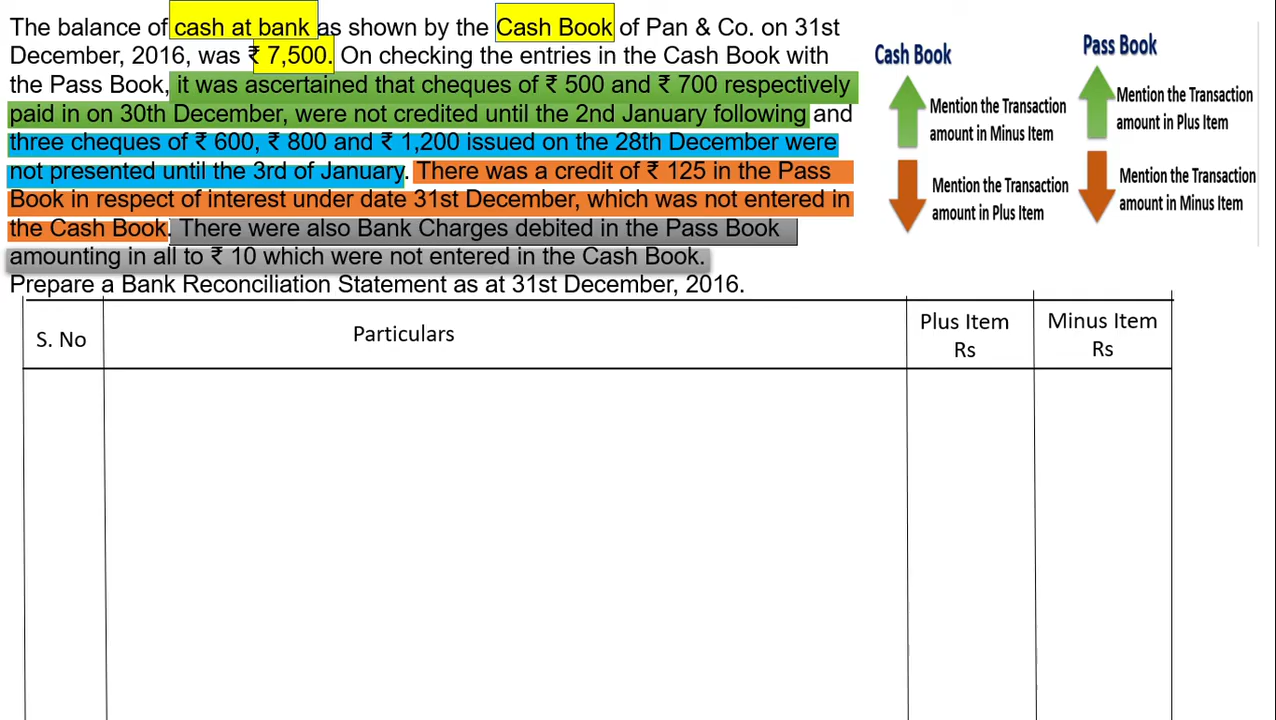 The balance of cash at bank as shown by the Cash Book of Pan & Co. on 31st
December, 2016, was ₹ 7,500. On checking the entries in the Cash Book with
the Pass Book, it was ascertained that cheques of ₹ 500 and ₹ 700 respectively
paid in on 30th December, were not credited until the 2nd January following and
three cheques of ₹ 600, ₹ 800 and ₹ 1,200 issued on the 28th December were
not presented until the 3rd of January. There was a credit of ₹ 125 in the Pass
Book in respect of interest under date 31st December, which was not entered in
the Cash Book. There were also Bank Charges debited in the Pass Book
amounting in all to ₹ 10 which were not entered in the Cash Book.
Prepare a Bank Reconciliation Statement as at 31st December, 2016.
Cash Book
Mention the Transaction
amount in Minus Item
Mention the Transaction
amount in Plus Item
Pass Book
Mention the Transaction
amount in Plus Item
Mention the Transaction
amount in Minus Item
S. No
Particulars
Plus Item
Rs
Minus Item
Rs